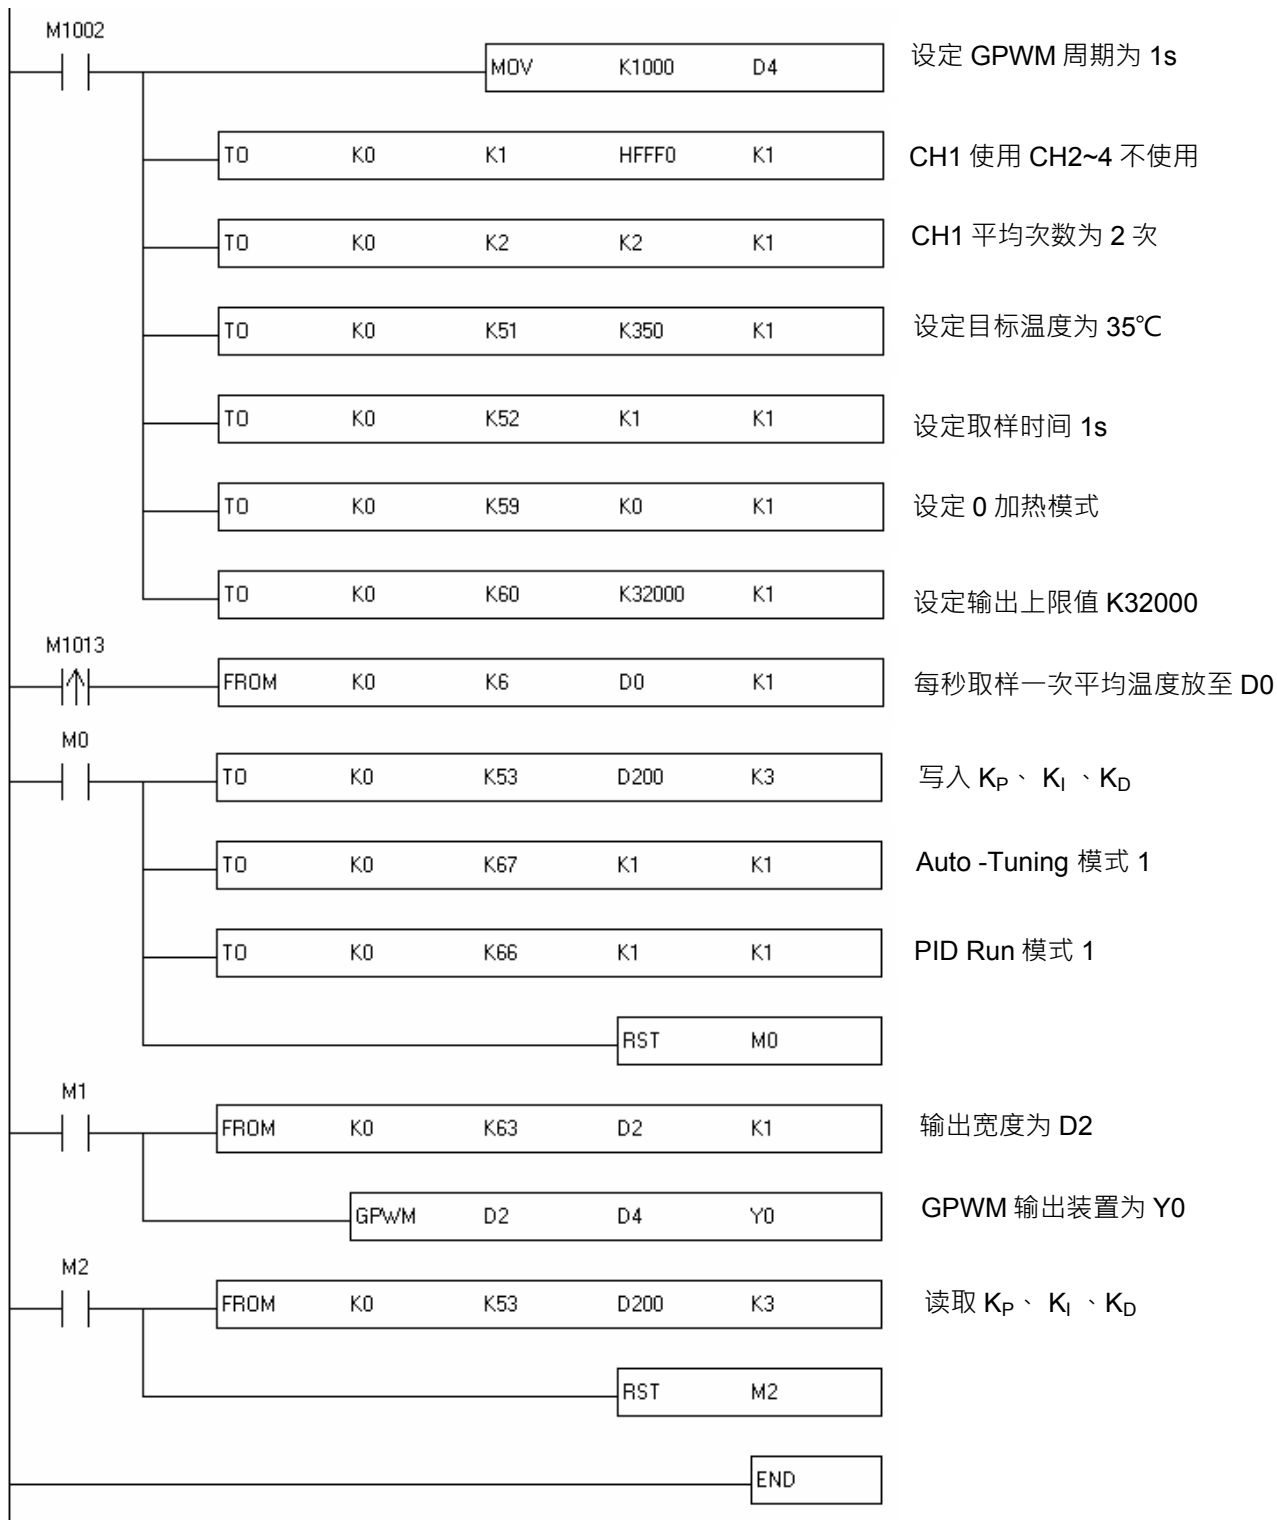 M1002
MOV K1000 D4 设定 GPWM 周期为 1s
TO K0 K1 HFFF0 K1 CH1 使用 CH2~4 不使用
TO K0 K2 K2 K1 CH1 平均次数为 2 次
TO K0 K51 K350 K1 设定目标温度为 35℃
TO K0 K52 K1 K1 设定取样时间 1s
TO K0 K59 K0 K1 设定 0 加热模式
TO K0 K60 K32000 K1 设定输出上限值 K32000
M1013
FROM K0 K6 D0 K1 每秒取样一次平均温度放至 D0
M0
TO K0 K53 D200 K3 写入 KP、 KI 、KD
TO K0 K67 K1 K1 Auto -Tuning 模式 1
TO K0 K66 K1 K1 PID Run 模式 1
RST M0
M1
FROM K0 K63 D2 K1 输出宽度为 D2
GPWM D2 D4 Y0 GPWM 输出装置为 Y0
M2
FROM K0 K53 D200 K3 读取 KP、 KI 、KD
RST M2
END